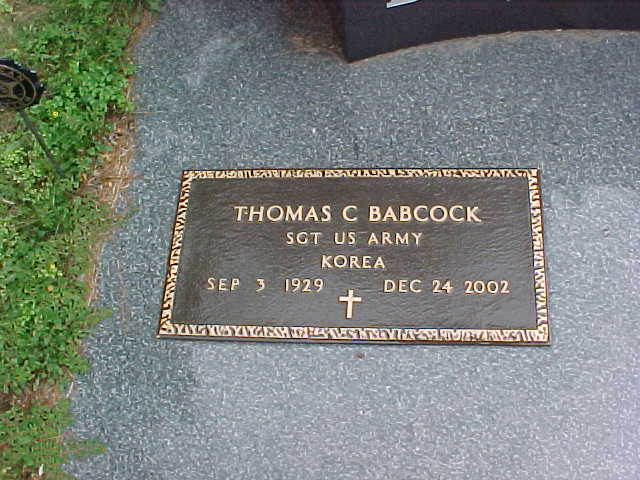 THOMAS C BABCOCK
SGT US ARMY
KOREA
SEP 3 1929 DEC 24 2002